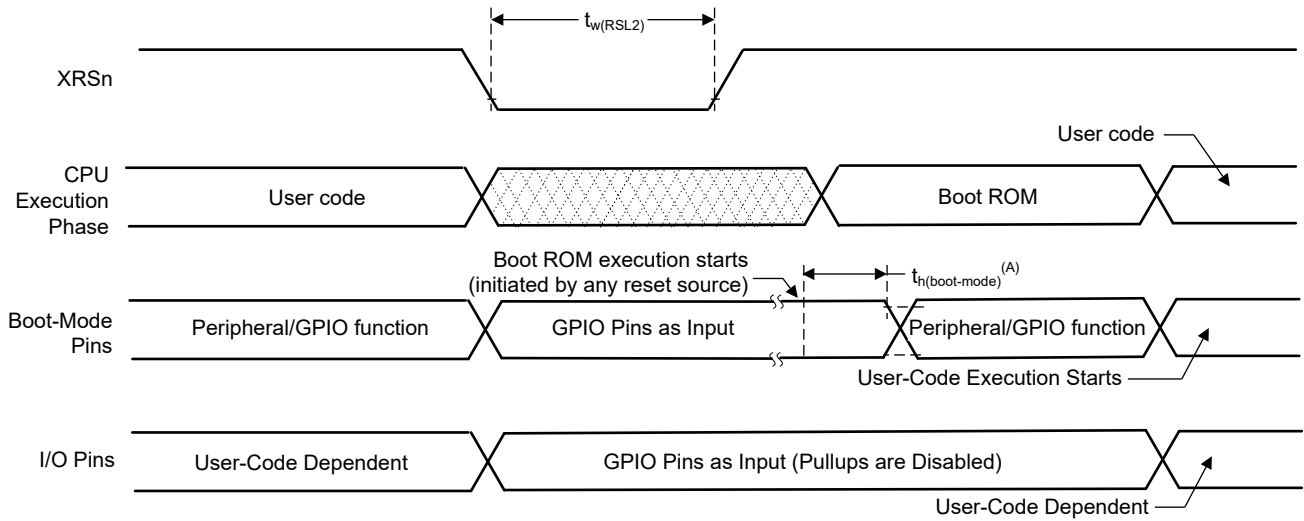 t_w(RSL2)
XRSn
User code
CPU
Execution
Phase
User code
Boot ROM
Boot ROM execution starts
(initiated by any reset source)
t_h(boot-mode)^(A)
Boot-Mode
Pins
Peripheral/GPIO function
GPIO Pins as Input
Peripheral/GPIO function
User-Code Execution Starts
I/O Pins
User-Code Dependent
GPIO Pins as Input (Pullups are Disabled)
User-Code Dependent